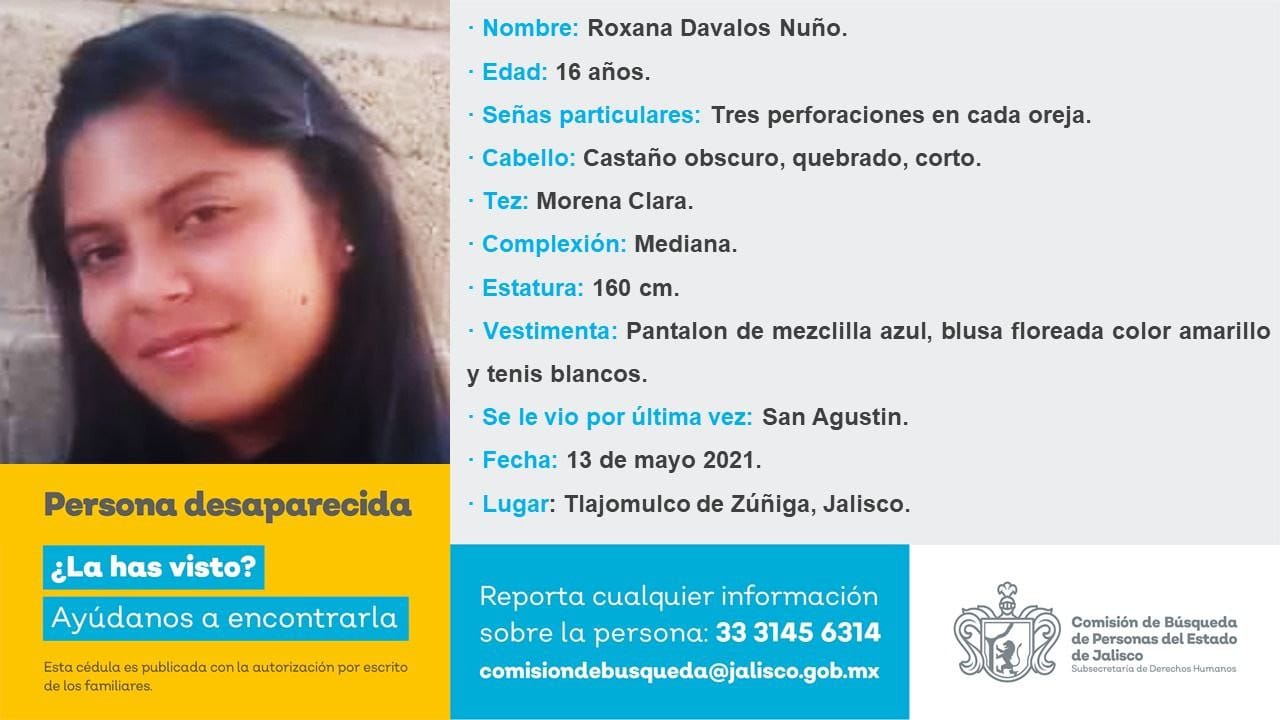 · Nombre: Roxana Davalos Nuño.
· Edad: 16 años.
· Señas particulares: Tres perforaciones en cada oreja.
· Cabello: Castaño obscuro, quebrado, corto.
· Tez: Morena Clara.
· Complexión: Mediana.
· Estatura: 160 cm.
· Vestimenta: Pantalon de mezclilla azul, blusa floreada color amarillo
y tenis blancos.
· Se le vio por última vez: San Agustin.
· Fecha: 13 de mayo 2021.
· Lugar: Tlajomulco de Zúñiga, Jalisco.
Persona desaparecida
¿La has visto?
Ayúdanos a encontrarla
Esta cédula es publicada con la autorización por escrito
de los familiares.
Reporta cualquier información
sobre la persona: 33 3145 6314
comisiondebusqueda@jalisco.gob.mx
Comisión de Búsqueda
de Personas del Estado
de Jalisco
Subsecretaría de Derechos Humanos